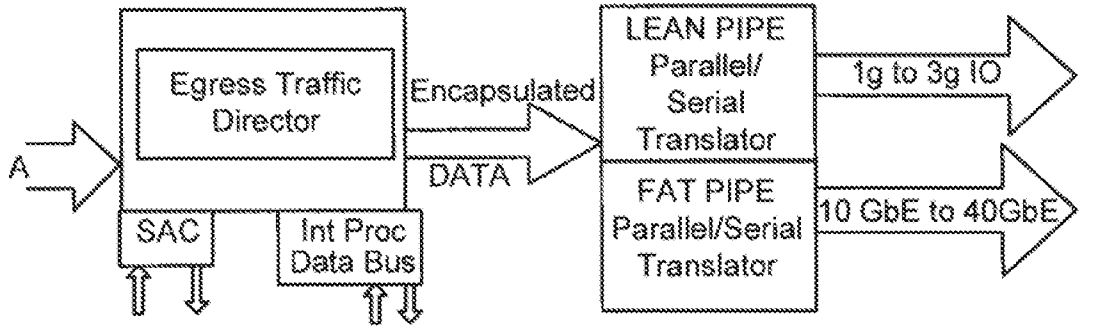 A
Egress Traffic
Director
SAC
Int Proc
Data Bus
Encapsulated
DATA
LEAN PIPE
Parallel/
Serial
Translator
FAT PIPE
Parallel/Serial
Translator
1g to 3g IO
10 GbE to 40GbE